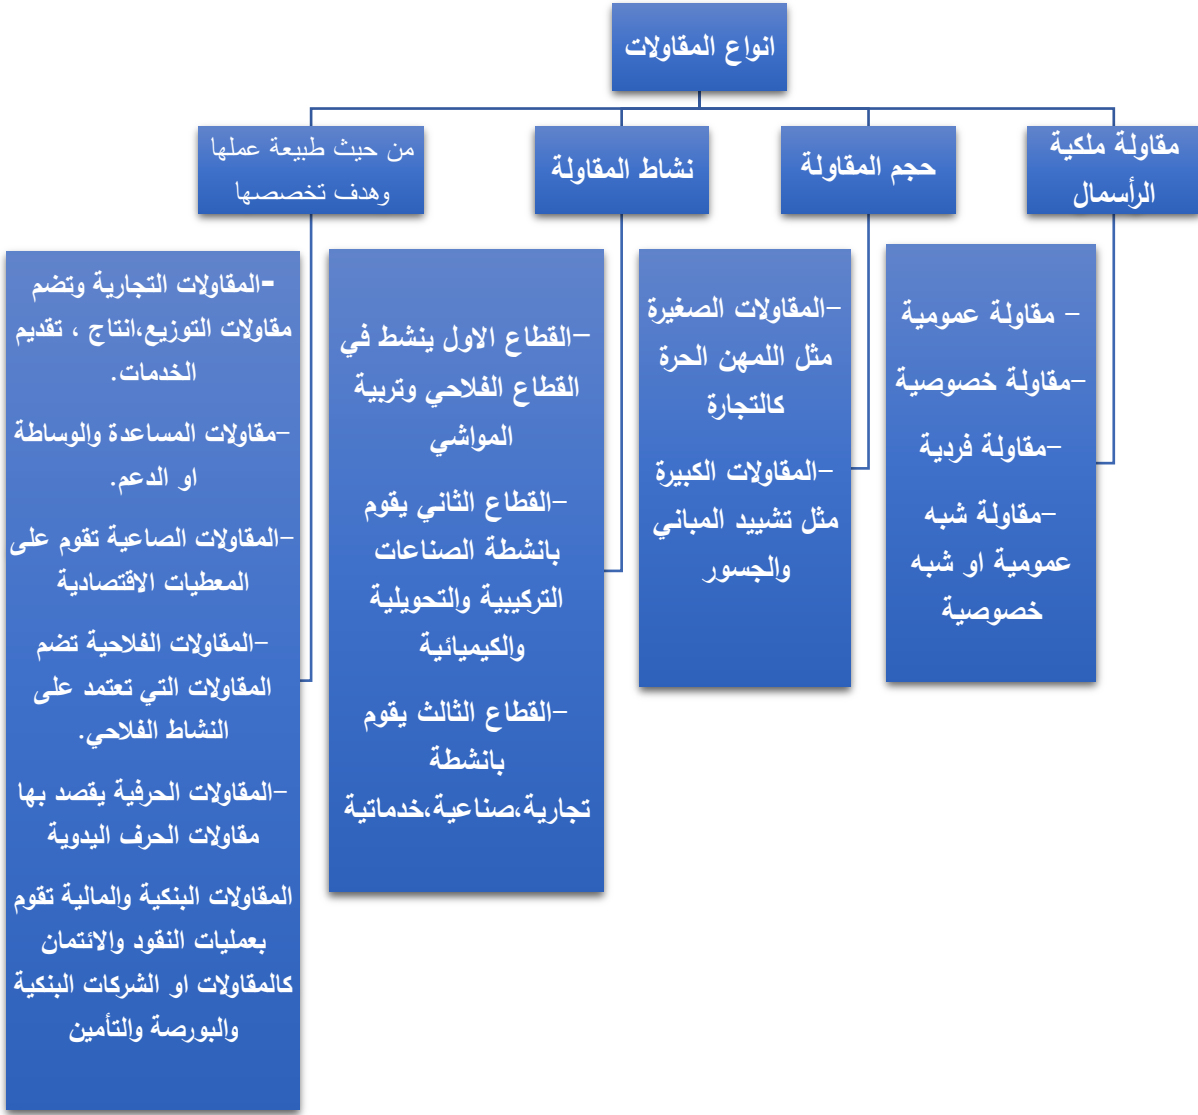 انواع المقاولات
مقاولة ملكية
الرأسمال
حجم المقاولة
نشاط المقاولة
من حيث طبيعة عملها
وهدف تخصصها
– مقاولة عمومية
–مقاولة خصوصية
–مقاولة فردية
–مقاولة شبه
عمومية او شبه
خصوصية
–المقاولات الصغيرة
مثل اللمهن الحرة
كالتجارة
–المقاولات الكبيرة
مثل تشييد المباني
والجسور
–القطاع الاول ينشط في
القطاع الفلاحي وتربية
المواشي
–القطاع الثاني يقوم
بانشطة الصناعات
التركيبية والتحويلية
والكيميائية
–القطاع الثالث يقوم
بانشطة
تجارية،صناعية،خدماتية
-المقاولات التجارية وتضم
مقاولات التوزيع،انتاج ، تقديم
الخدمات.
–مقاولات المساعدة والوساطة
او الدعم.
–المقاولات الصاعية تقوم على
المعطيات الاقتصادية
–المقاولات الفلاحية تضم
المقاولات التي تعتمد على
النشاط الفلاحي.
–المقاولات الحرفية يقصد بها
مقاولات الحرف اليدوية
المقاولات البنكية والمالية تقوم
بعمليات النقود والائتمان
كالمقاولات او الشركات البنكية
والبورصة والتأمين